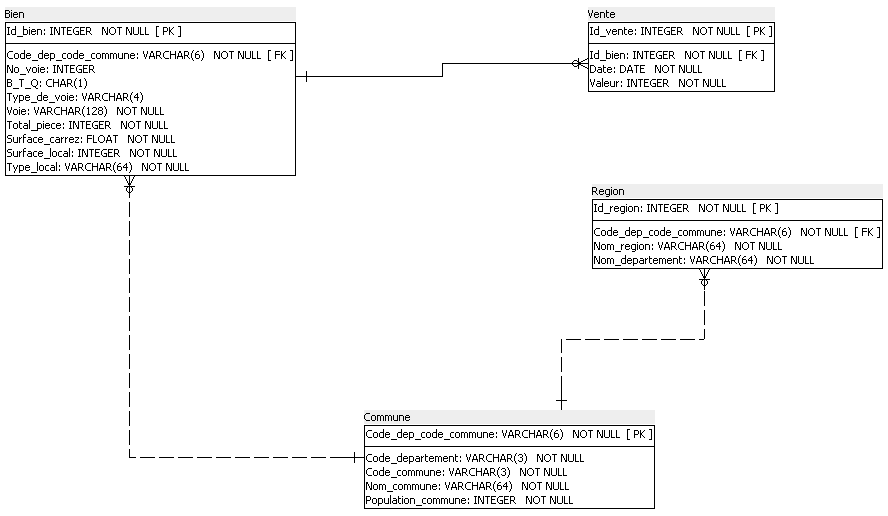 Bien
Id_bien: INTEGER NOT NULL [ PK ]
Code_dep_code_commune: VARCHAR(6) NOT NULL [ FK ]
No_voie: INTEGER
B_T_Q: CHAR(1)
Type_de_voie: VARCHAR(4)
Voie: VARCHAR(128) NOT NULL
Total_piece: INTEGER NOT NULL
Surface_carrez: FLOAT NOT NULL
Surface_local: INTEGER NOT NULL
Type_local: VARCHAR(64) NOT NULL
Vente
Id_vente: INTEGER NOT NULL [ PK ]
Id_bien: INTEGER NOT NULL [ FK ]
Date: DATE NOT NULL
Valeur: INTEGER NOT NULL
Region
Id_region: INTEGER NOT NULL [ PK ]
Code_dep_code_commune: VARCHAR(6) NOT NULL [ FK ]
Nom_region: VARCHAR(64) NOT NULL
Nom_departement: VARCHAR(64) NOT NULL
Commune
Code_dep_code_commune: VARCHAR(6) NOT NULL [ PK ]
Code_departement: VARCHAR(3) NOT NULL
Code_commune: VARCHAR(3) NOT NULL
Nom_commune: VARCHAR(64) NOT NULL
Population_commune: INTEGER NOT NULL